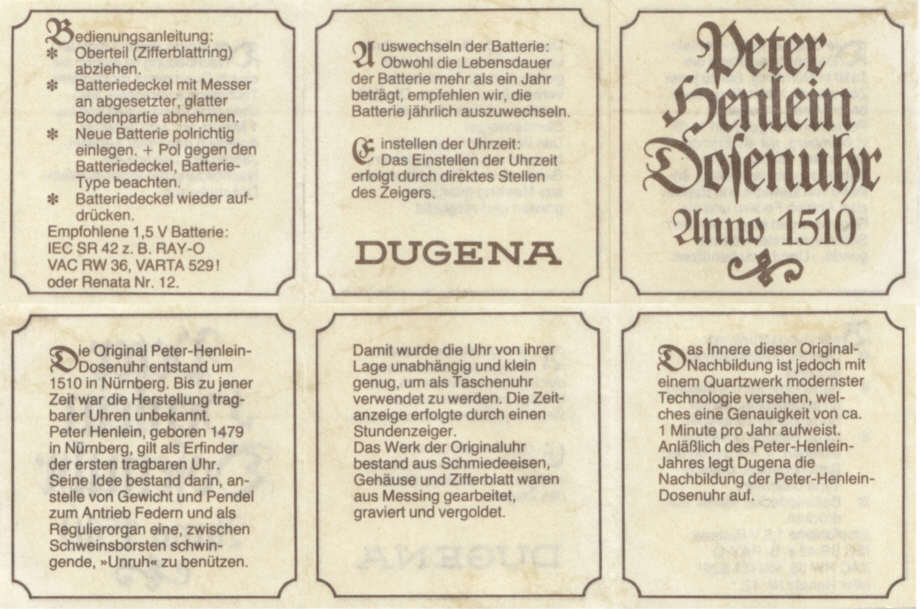 Bedienungsanleitung:
✻ Oberteil (Zifferblattring)
abziehen.
✻ Batteriedeckel mit Messer
an abgesetzter, glatter
Bodenpartie abnehmen.
✻ Neue Batterie polrichtig
einlegen. + Pol gegen den
Batteriedeckel, Batterie-
Type beachten.
✻ Batteriedeckel wieder auf-
drücken.
Empfohlene 1,5 V Batterie:
IEC SR 42 z. B. RAY-O
VAC RW 36, VARTA 529!
oder Renata Nr. 12.
Auswechseln der Batterie:
Obwohl die Lebensdauer
der Batterie mehr als ein Jahr
beträgt, empfehlen wir, die
Batterie jährlich auszuwechseln.
Einstellen der Uhrzeit:
Das Einstellen der Uhrzeit
erfolgt durch direktes Stellen
des Zeigers.
DUGENA
Peter
Henlein
Dosenuhr
Anno 1510
Die Original Peter-Henlein-
Dosenuhr entstand um
1510 in Nürnberg. Bis zu jener
Zeit war die Herstellung trag-
barer Uhren unbekannt.
Peter Henlein, geboren 1479
in Nürnberg, gilt als Erfinder
der ersten tragbaren Uhr.
Seine Idee bestand darin, an-
stelle von Gewicht und Pendel
zum Antrieb Federn und als
Regulierorgan eine, zwischen
Schweinsborsten schwin-
gende, »Unruh« zu benützen.
Damit wurde die Uhr von ihrer
Lage unabhängig und klein
genug, um als Taschenuhr
verwendet zu werden. Die Zeit-
anzeige erfolgte durch einen
Stundenzeiger.
Das Werk der Originaluhr
bestand aus Schmiedeeisen,
Gehäuse und Zifferblatt waren
aus Messing gearbeitet,
graviert und vergoldet.
Das Innere dieser Original-
Nachbildung ist jedoch mit
einem Quartzwerk modernster
Technologie versehen, wel-
ches eine Genauigkeit von ca.
1 Minute pro Jahr aufweist.
Anläßlich des Peter-Henlein-
Jahres legt Dugena die
Nachbildung der Peter-Henlein-
Dosenuhr auf.